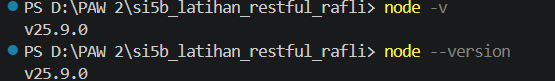 PS D:\PAW 2\si5b_latihan_restful_rafli> node -v
v25.9.0
PS D:\PAW 2\si5b_latihan_restful_rafli> node --version
v25.9.0